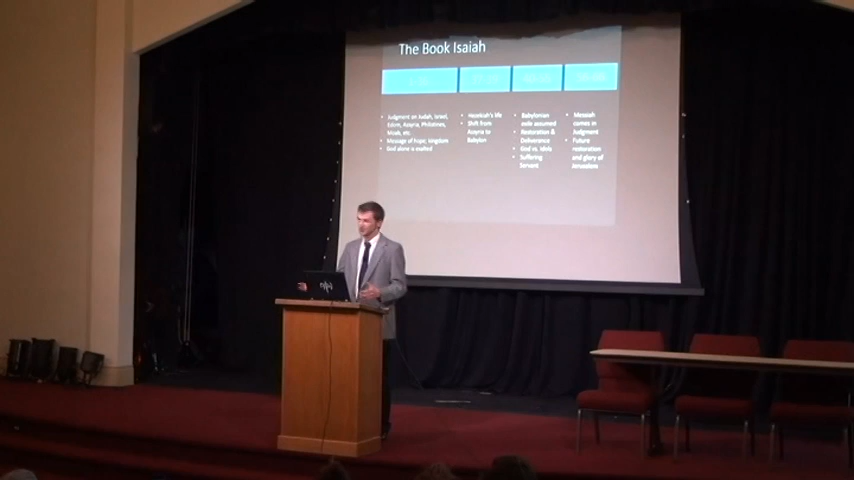 The Book Isaiah
• Judgment on Judah, Israel,
Edom, Assyria, Philistines,
Moab, etc
• Message of hope; kingdom
• God alone is exalted
• Hezekiah's life
• Shift from
Assyria to
Babylon
• Babylonian
exile assumed
• Restoration &
Deliverance
• God vs. Idols
• Suffering
Servant
• Messiah
comes in
Judgment
• Future
restoration
and glory of
Jerusalem